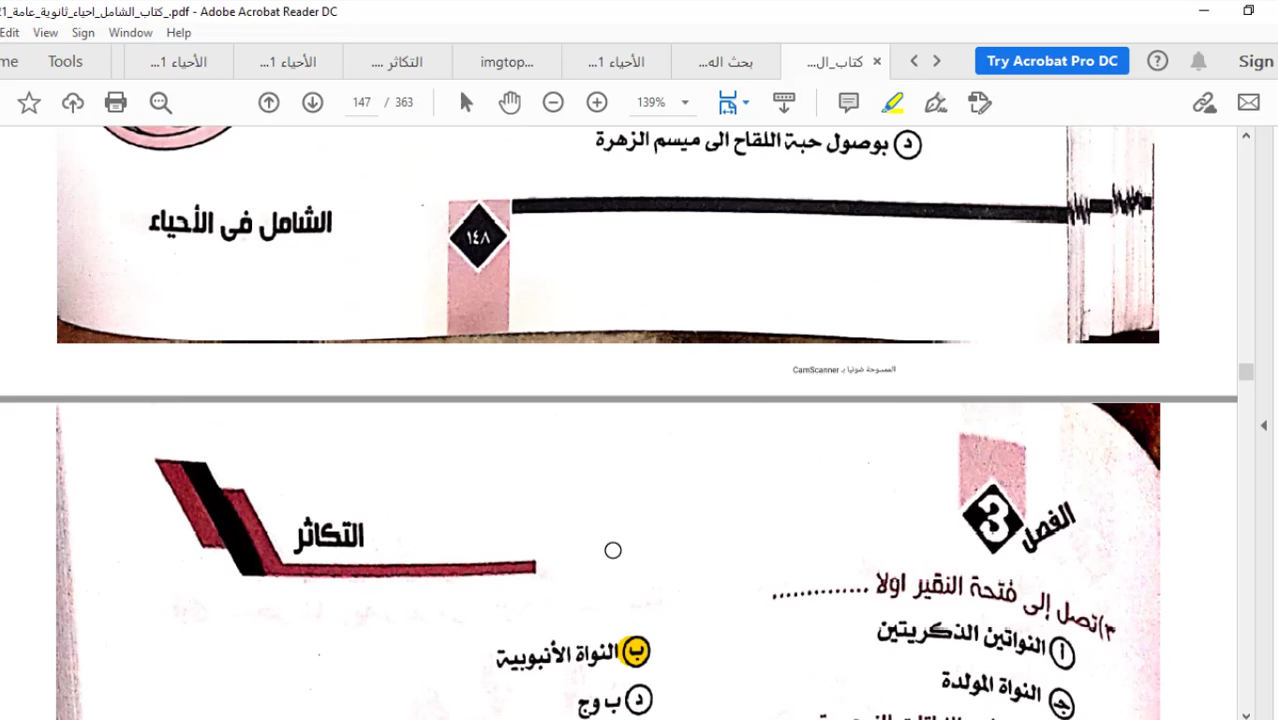 كتاب_الشامل_احياء_ثانوية_عامة_21.pdf - Adobe Acrobat Reader DC
Edit View Sign Window Help
me Tools الأحياء 1... الأحياء 1... التكاثر .... imgtop... الأحياء 1... بحث اله... كتاب_ال... Try Acrobat Pro DC Sign
147 / 363 139%
د بوصول حبة اللقاح الى ميسم الزهرة
الشامل فى الأحياء
١٤٨
الممسوحة ضوئيا بـ CamScanner
الفصل 3
التكاثر
٣) تصل إلى فتحة النقير اولا ..............
أ النواتين الذكريتين
ب النواة الأنبوبية
ج النواة المولدة
د ب وج